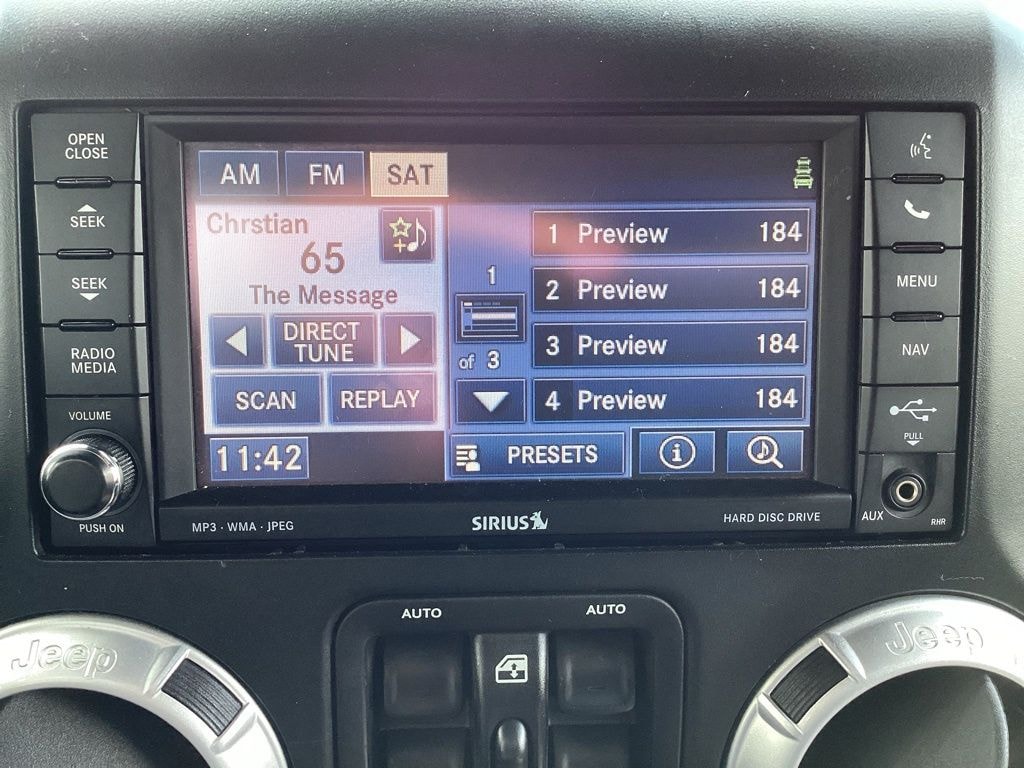 OPEN
CLOSE
SEEK
SEEK
RADIO
MEDIA
VOLUME
PUSH ON
AM FM SAT
Chrstian
65
The Message
DIRECT
TUNE
SCAN REPLAY
11:42
1
of 3
1 Preview 184
2 Preview 184
3 Preview 184
4 Preview 184
PRESETS
MENU
NAV
PULL
AUX
RHR
MP3 · WMA · JPEG
SIRIUS
HARD DISC DRIVE
AUTO AUTO
Jeep Jeep